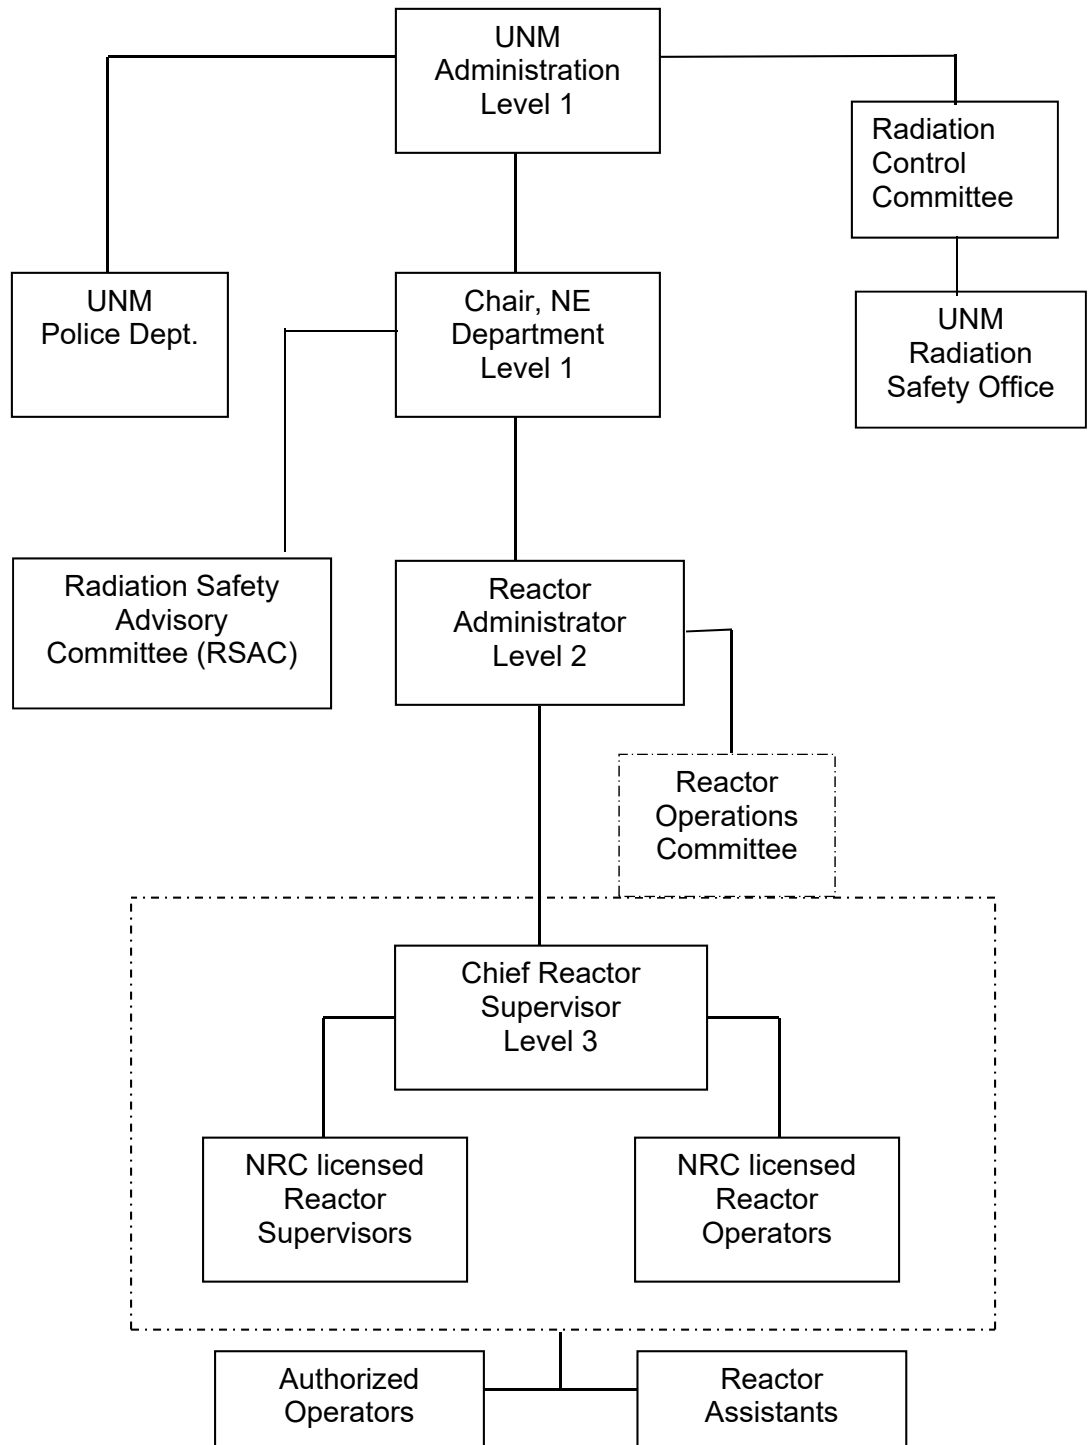 UNM
Administration
Level 1
Radiation
Control
Committee
UNM
Police Dept.
Chair, NE
Department
Level 1
UNM
Radiation
Safety Office
Radiation Safety
Advisory
Committee (RSAC)
Reactor
Administrator
Level 2
Reactor
Operations
Committee
Chief Reactor
Supervisor
Level 3
NRC licensed
Reactor
Supervisors
NRC licensed
Reactor
Operators
Authorized
Operators
Reactor
Assistants